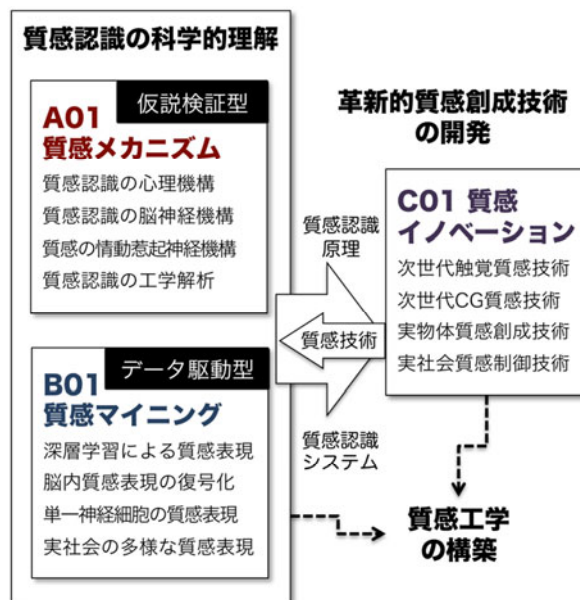 質感認識の科学的理解
仮説検証型
A01
質感メカニズム
質感認識の心理機構
質感認識の脳神経機構
質感の情動惹起神経機構
質感認識の工学解析
データ駆動型
B01
質感マイニング
深層学習による質感表現
脳内質感表現の復号化
単一神経細胞の質感表現
実社会の多様な質感表現
質感認識
原理
質感技術
質感認識
システム
革新的質感創成技術
の開発
C01 質感
イノベーション
次世代触覚質感技術
次世代CG質感技術
実物体質感創成技術
実社会質感制御技術
質感工学
の構築